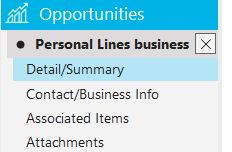 Opportunities
Personal Lines business
Detail/Summary
Contact/Business Info
Associated Items
Attachments